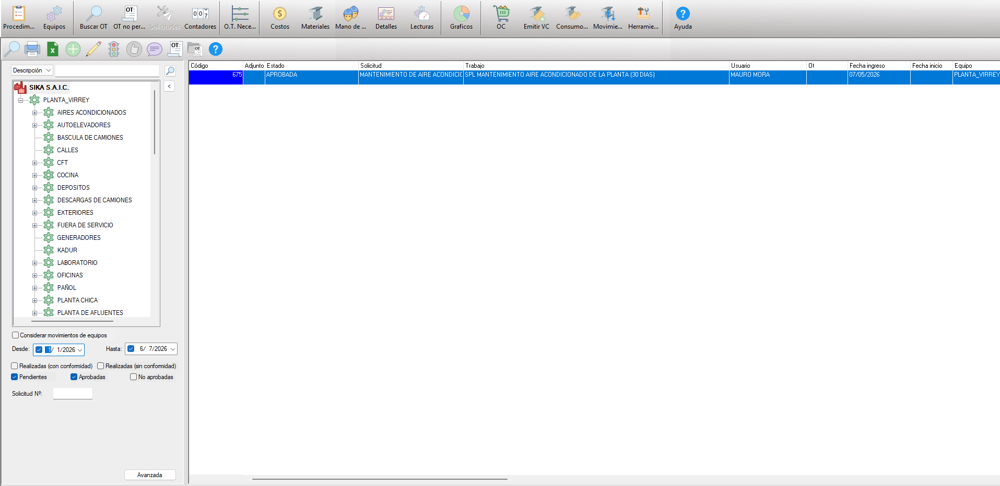 Procedim... Equipos Buscar OT OT no per... Solicitudes Contadores O.T. Nece... Costos Materiales Mano de ... Detalles Lecturas Graficos OC Emitir VC Consumo... Movimie... Herramie... Ayuda
Descripción
<
SIKA S.A.I.C.
PLANTA_VIRREY
AIRES ACONDICIONADOS
AUTOELEVADORES
BASCULA DE CAMIONES
CALLES
CFT
COCINA
DEPOSITOS
DESCARGAS DE CAMIONES
EXTERIORES
FUERA DE SERVICIO
GENERADORES
KADUR
LABORATORIO
OFICINAS
PAÑOL
PLANTA CHICA
PLANTA DE AFLUENTES
Considerar movimientos de equipos
Desde: 1/ 1/2026 Hasta: 6/ 7/2026
Realizadas (con conformidad) Realizadas (sin conformidad)
Pendientes Aprobadas No aprobadas
Solicitud Nº:
Avanzada
Código Adjunto Estado Solicitud Trabajo Usuario Ot Fecha ingreso Fecha inicio Equipo
675 APROBADA MANTENIMIENTO DE AIRE ACONDICIO SPL MANTENIMIENTO AIRE ACONDICIONADO DE LA PLANTA (30 DIAS) MAURO MORA 07/05/2026 PLANTA_VIRREY